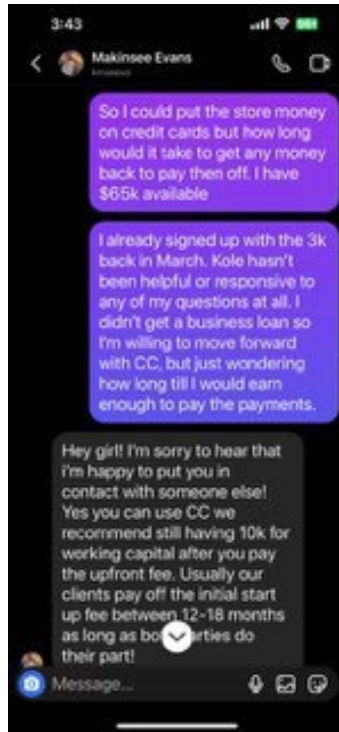 3:43
Makinsee Evans
So I could put the store money
on credit cards but how long
would it take to get any money
back to pay then off. I have
$65k available
I already signed up with the 3k
back in March. Kole hasn't
been helpful or responsive to
any of my questions at all. I
didn't get a business loan so
I'm willing to move forward
with CC, but just wondering
how long till I would earn
enough to pay the payments.
Hey girl! I'm sorry to hear that
i'm happy to put you in
contact with someone else!
Yes you can use CC we
recommend still having 10k for
working capital after you pay
the upfront fee. Usually our
clients pay off the initial start
up fee between 12-18 months
as long as
their part!
Message...